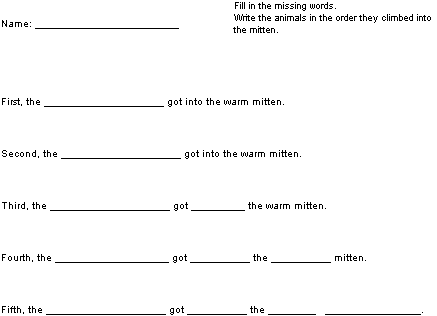 Fill in the missing words.
Write the animals in the order they climbed into
the mitten.
Name: ____________________________
First, the ______________________ got into the warm mitten.
Second, the ______________________ got into the warm mitten.
Third, the ______________________ got __________ the warm mitten.
Fourth, the _____________________ got ___________ the ___________ mitten.
Fifth, the ______________________ got ___________ the _________ __________________.